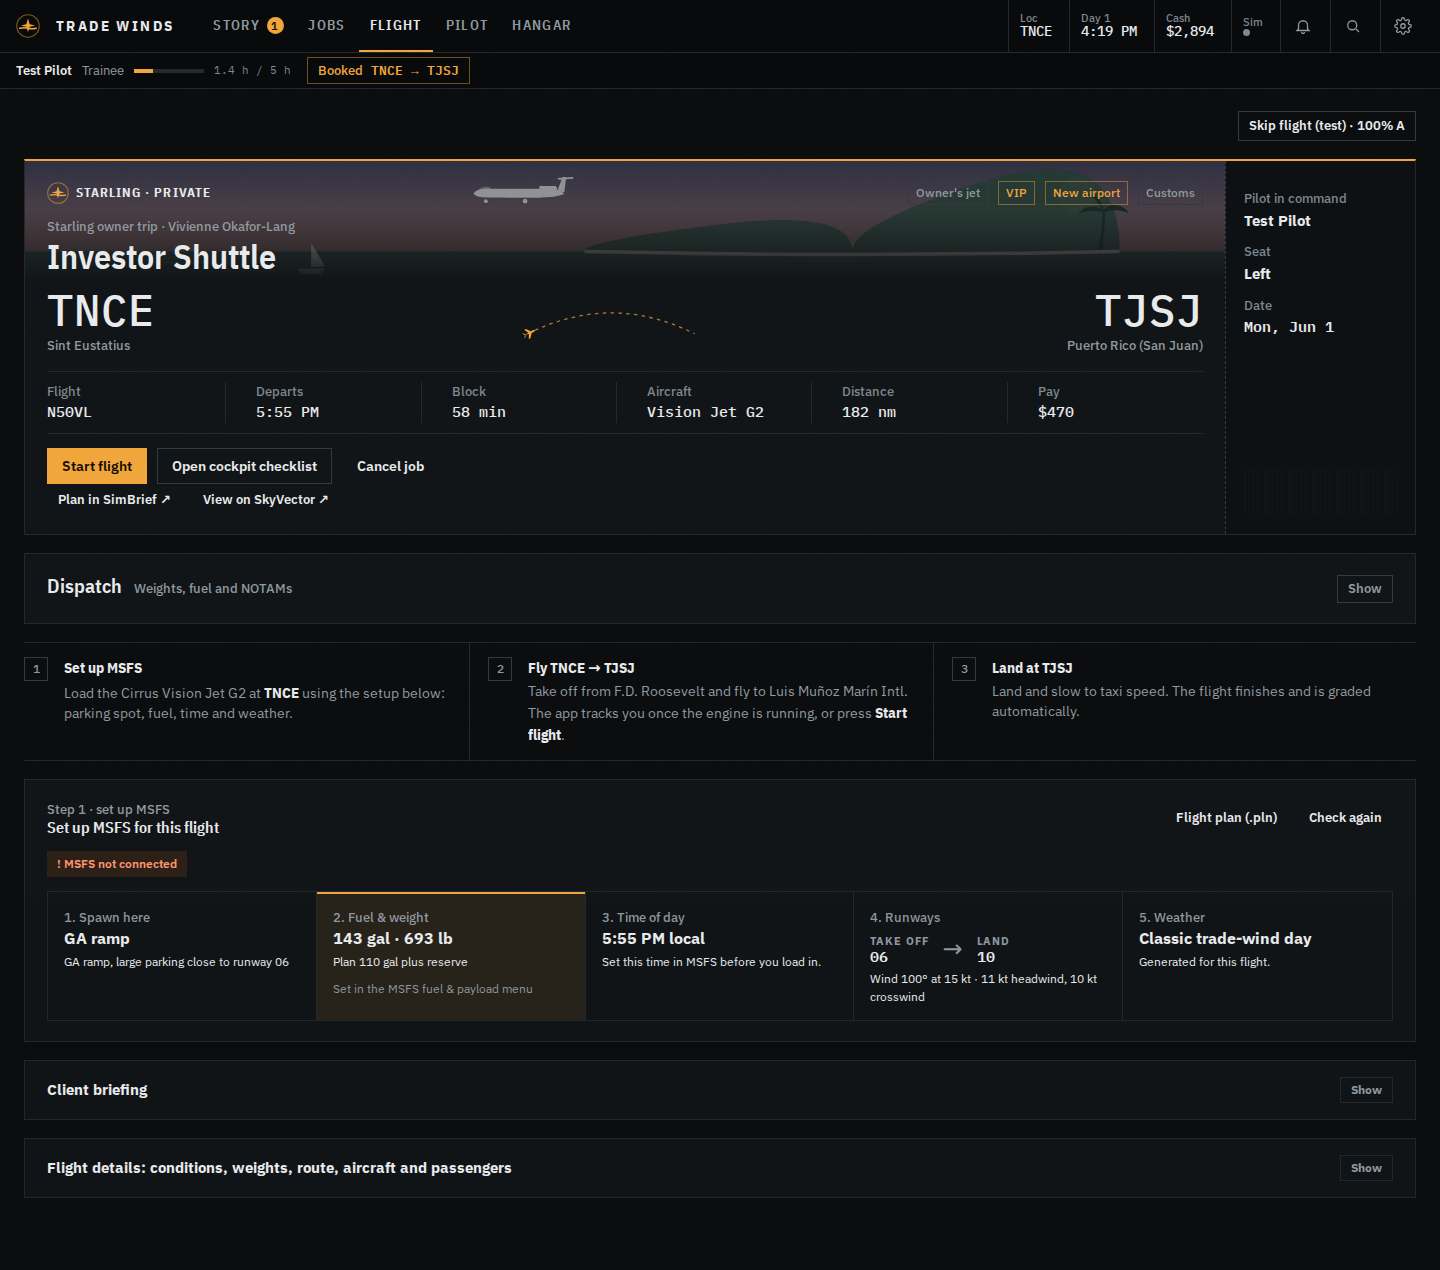 TRADE WINDS
STORY 1 JOBS FLIGHT PILOT HANGAR
Loc
TNCE
Day 1
4:19 PM
Cash
$2,894
Sim
Test Pilot Trainee 1.4 h / 5 h Booked TNCE → TJSJ
Skip flight (test) · 100% A
STARLING · PRIVATE
Owner's jet VIP New airport Customs
Starling owner trip · Vivienne Okafor-Lang
Investor Shuttle
TNCE
Sint Eustatius
TJSJ
Puerto Rico (San Juan)
Flight
N50VL
Departs
5:55 PM
Block
58 min
Aircraft
Vision Jet G2
Distance
182 nm
Pay
$470
Start flight Open cockpit checklist Cancel job
Plan in SimBrief ↗ View on SkyVector ↗
Pilot in command
Test Pilot
Seat
Left
Date
Mon, Jun 1
Dispatch Weights, fuel and NOTAMs Show
1 Set up MSFS
Load the Cirrus Vision Jet G2 at TNCE using the setup below:
parking spot, fuel, time and weather.
2 Fly TNCE → TJSJ
Take off from F.D. Roosevelt and fly to Luis Muñoz Marín Intl.
The app tracks you once the engine is running, or press Start
flight.
3 Land at TJSJ
Land and slow to taxi speed. The flight finishes and is graded
automatically.
Step 1 · set up MSFS
Set up MSFS for this flight
Flight plan (.pln) Check again
! MSFS not connected
1. Spawn here
GA ramp
GA ramp, large parking close to runway 06
2. Fuel & weight
143 gal · 693 lb
Plan 110 gal plus reserve
Set in the MSFS fuel & payload menu
3. Time of day
5:55 PM local
Set this time in MSFS before you load in.
4. Runways
TAKE OFF → LAND
06 10
Wind 100° at 15 kt · 11 kt headwind, 10 kt
crosswind
5. Weather
Classic trade-wind day
Generated for this flight.
Client briefing Show
Flight details: conditions, weights, route, aircraft and passengers Show